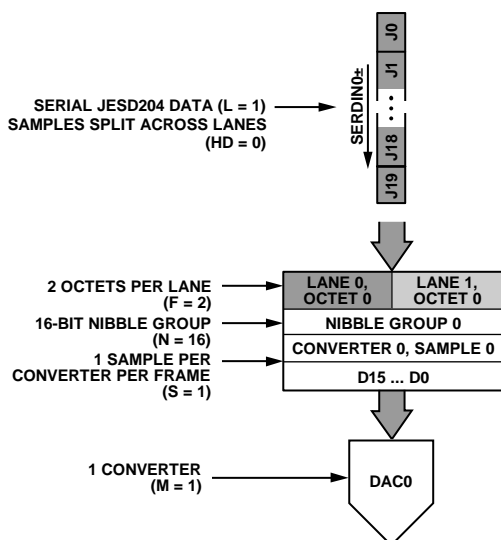 J0
J1
SERDIN0±
SERIAL JESD204 DATA (L = 1)
SAMPLES SPLIT ACROSS LANES
(HD = 0)
J18
J19
2 OCTETS PER LANE
(F = 2)
LANE 0,
OCTET 0
LANE 1,
OCTET 0
16-BIT NIBBLE GROUP
(N = 16)
NIBBLE GROUP 0
1 SAMPLE PER
CONVERTER PER FRAME
(S = 1)
CONVERTER 0, SAMPLE 0
D15 ... D0
1 CONVERTER
(M = 1)
DAC0